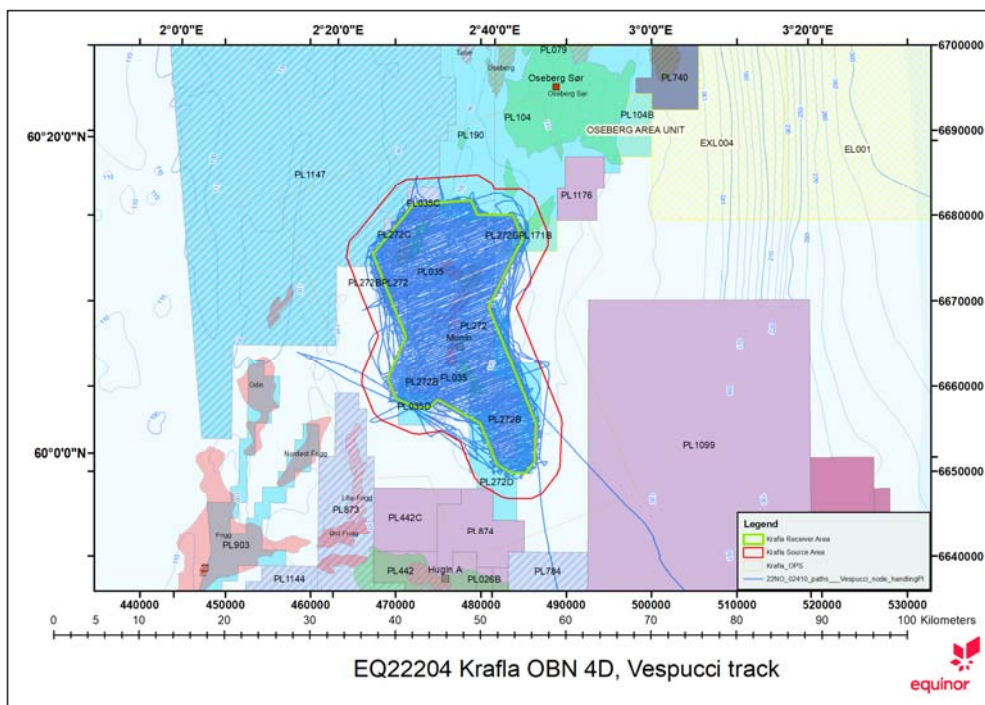 2°0'0"E
2°20'0"E
2°40'0"E
3°0'0"E
3°20'0"E
PL079
Oseberg
6700000
Oseberg Sør
PL740
Oseberg Sør
PL104
PL104B
60°20'0"N
PL190
OSEBERG AREA UNIT
6690000
EXL004
EL001
PL1147
PL1176
PL035C
6680000
PL272C
PL171B
PL035
PL272B
PL272
6670000
PL272
Munin
PL272B
PL035
6660000
Odin
PL035D
PL272B
60°0'0"N
PL1099
Nordøst Frigg
6650000
PL272D
Lille-Frigg
PL873
PL442C
PL874
Øst Frigg
Frigg
PL903
PL442
Hugin A
PL026B
PL784
PL1144
6640000
Legend
Krafla Receiver Area
Krafla Source Area
Krafla_OPS
22NO_02410_paths___Vespucci_node_handlingPl
440000
450000
460000
470000
480000
490000
500000
510000
520000
530000
0 5 10 20 30 40 50 60 70 80 90 100 Kilometers
EQ22204 Krafla OBN 4D, Vespucci track
equinor